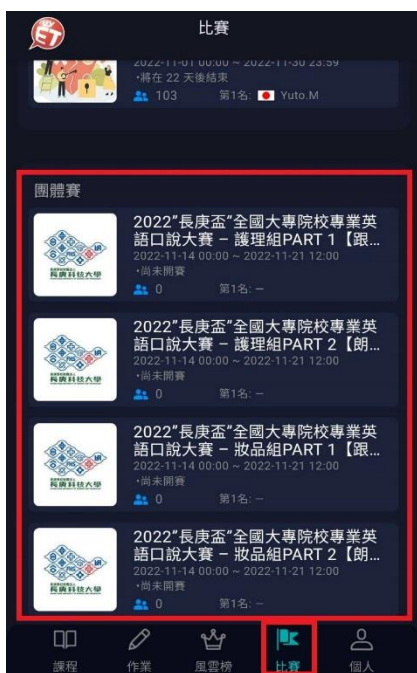 MY
ET
比賽
2022-11-01 00:00 ~ 2022-11-30 23:59
•將在 22 天後結束
103 第1名: Yuto.M
團體賽
2022"長庚盃"全國大專院校專業英
語口說大賽 – 護理組PART 1【跟...
2022-11-14 00:00 ~ 2022-11-21 12:00
•尚未開賽
0 第1名: –
長庚科技大學
2022"長庚盃"全國大專院校專業英
語口說大賽 – 護理組PART 2【朗...
2022-11-14 00:00 ~ 2022-11-21 12:00
•尚未開賽
0 第1名: –
長庚科技大學
2022"長庚盃"全國大專院校專業英
語口說大賽 – 妝品組PART 1【跟...
2022-11-14 00:00 ~ 2022-11-21 12:00
•尚未開賽
0 第1名: –
長庚科技大學
2022"長庚盃"全國大專院校專業英
語口說大賽 – 妝品組PART 2【朗...
2022-11-14 00:00 ~ 2022-11-21 12:00
•尚未開賽
0 第1名: –
長庚科技大學
課程 作業 風雲榜 比賽 個人